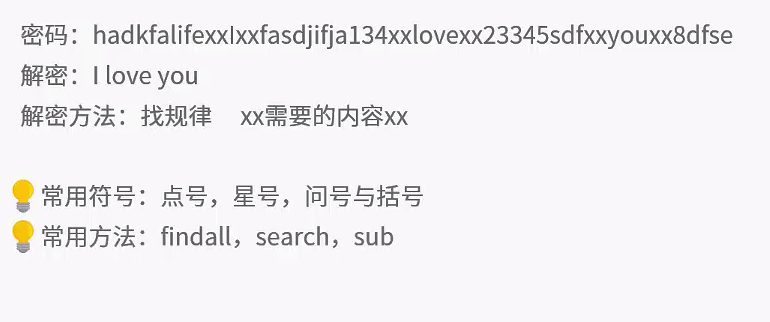 密码：hadkfalifexxIxxfasdjifja134xxlovexx23345sdfxxyouxx8dfse
解密：I love you
解密方法：找规律 xx需要的内容xx
常用符号：点号，星号，问号与括号
常用方法：findall，search，sub